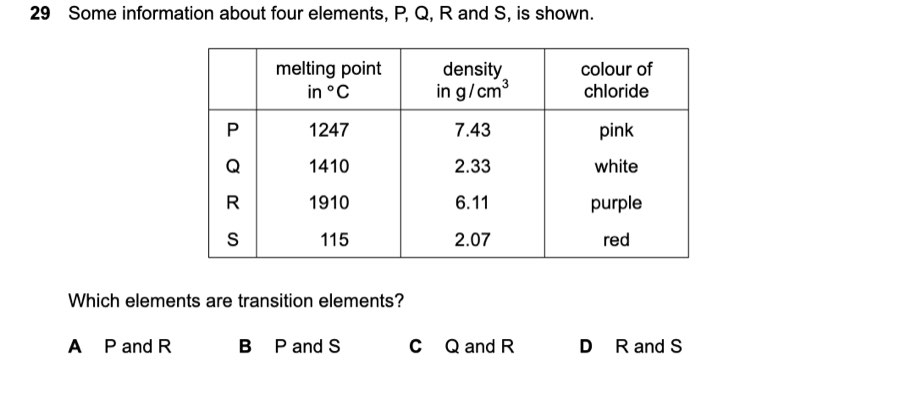 29 Some information about four elements, P, Q, R and S, is shown.
melting point in °C density in g/cm³ colour of chloride
P 1247 7.43 pink
Q 1410 2.33 white
R 1910 6.11 purple
S 115 2.07 red
Which elements are transition elements?
A P and R B P and S C Q and R D R and S